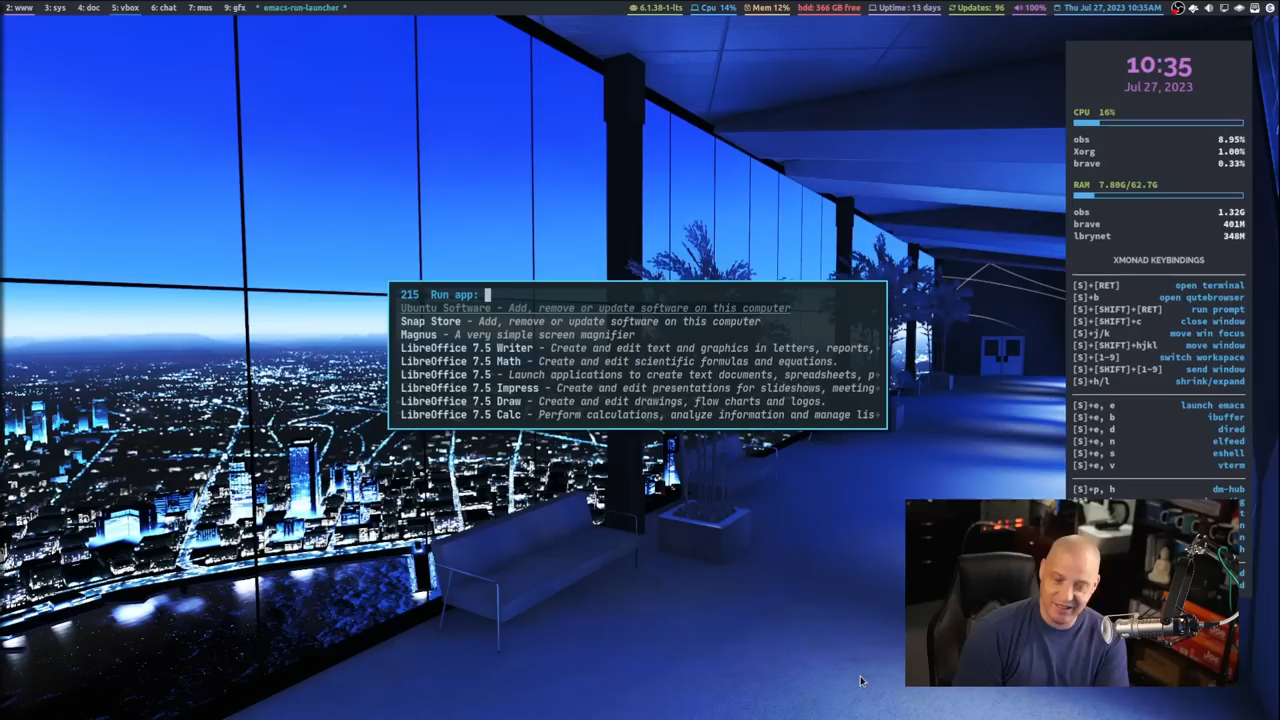 2: www 3: sys 4: doc 5: vbox 6: chat 7: mus 9: gfx * emacs-run-launcher *
6.1.38-1-lts Cpu 14% Mem 12% hdd: 366 GB free Uptime : 13 days Updates: 96 100% Thu Jul 27, 2023 10:35AM
215 Run app:
Ubuntu Software - Add, remove or update software on this computer
Snap Store - Add, remove or update software on this computer
Magnus - A very simple screen magnifier
LibreOffice 7.5 Writer - Create and edit text and graphics in letters, reports,
LibreOffice 7.5 Math - Create and edit scientific formulas and equations.
LibreOffice 7.5 - Launch applications to create text documents, spreadsheets, p
LibreOffice 7.5 Impress - Create and edit presentations for slideshows, meeting
LibreOffice 7.5 Draw - Create and edit drawings, flow charts and logos.
LibreOffice 7.5 Calc - Perform calculations, analyze information and manage lis
10:35
Jul 27, 2023
CPU 16%
obs 8.95%
Xorg 1.00%
brave 0.33%
RAM 7.80G/62.7G
obs 1.32G
brave 401M
lbrynet 348M
XMONAD KEYBINDINGS
[S]+[RET] open terminal
[S]+b open qutebrowser
[S]+[SHIFT]+[RET] run prompt
[S]+[SHIFT]+c close window
[S]+j/k move win focus
[S]+[SHIFT]+hjkl move window
[S]+[1-9] switch workspace
[S]+[SHIFT]+[1-9] send window
[S]+h/l shrink/expand
[S]+e, e launch emacs
[S]+e, b ibuffer
[S]+e, d dired
[S]+e, n elfeed
[S]+e, s eshell
[S]+e, v vterm
[S]+p, h dm-hub